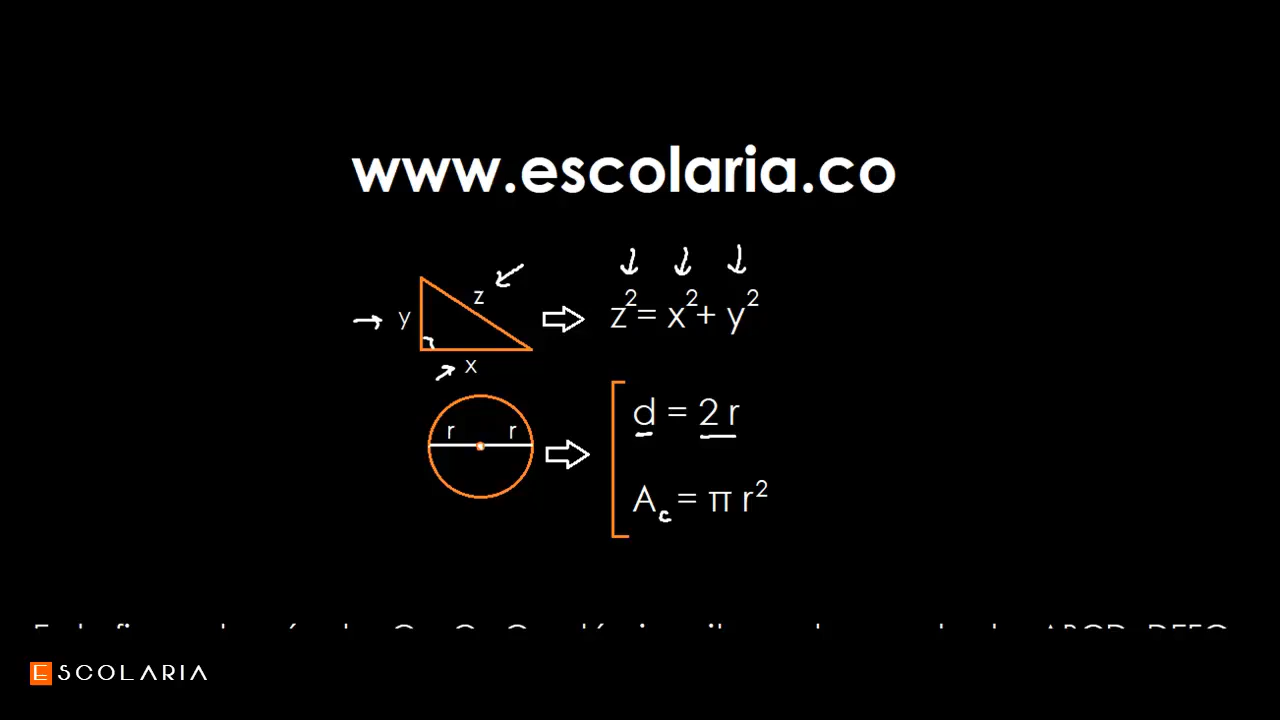 www.escolaria.co
z² = x² + y²
z
y
x
d = 2 r
r r
A꜀ = π r²
ESCOLARIA